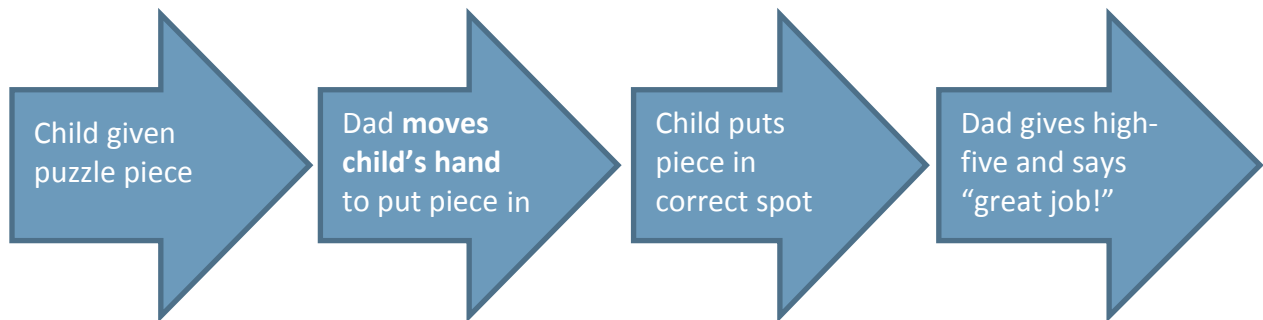 Child given
puzzle piece
Dad moves
child’s hand
to put piece in
Child puts
piece in
correct spot
Dad gives high-
five and says
“great job!”